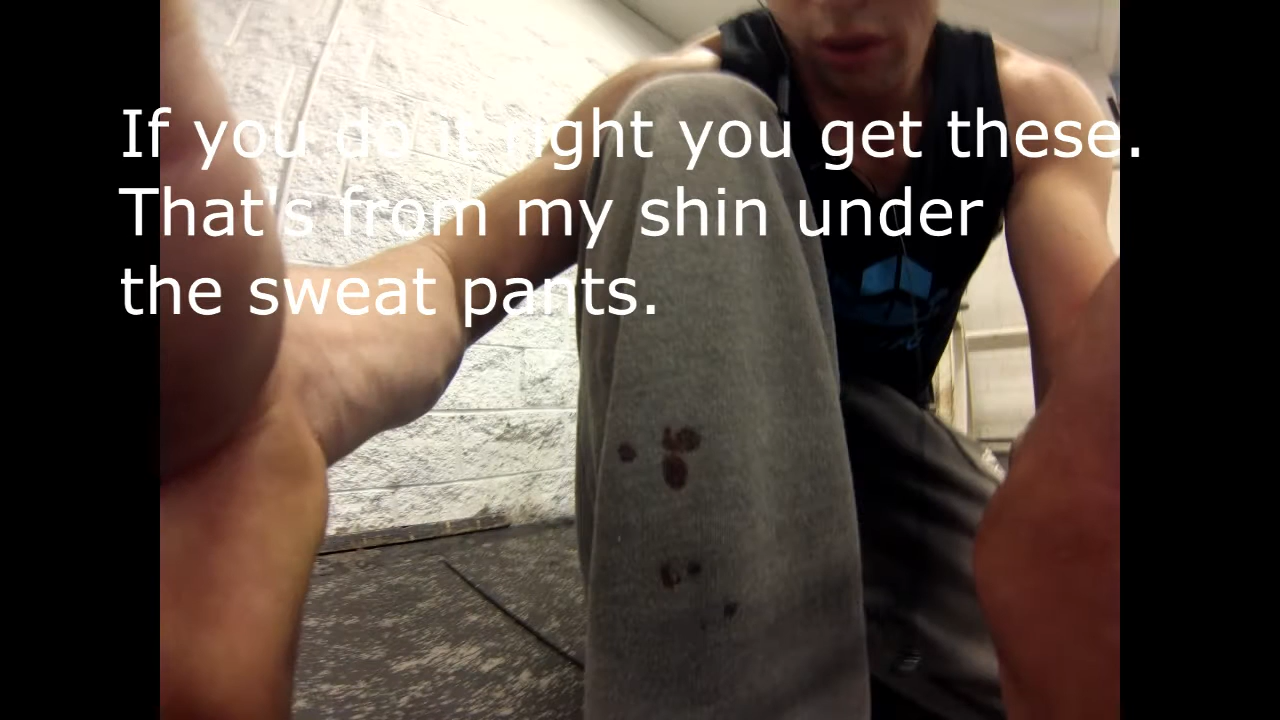 If you do it right you get these.
That's from my shin under
the sweat pants.